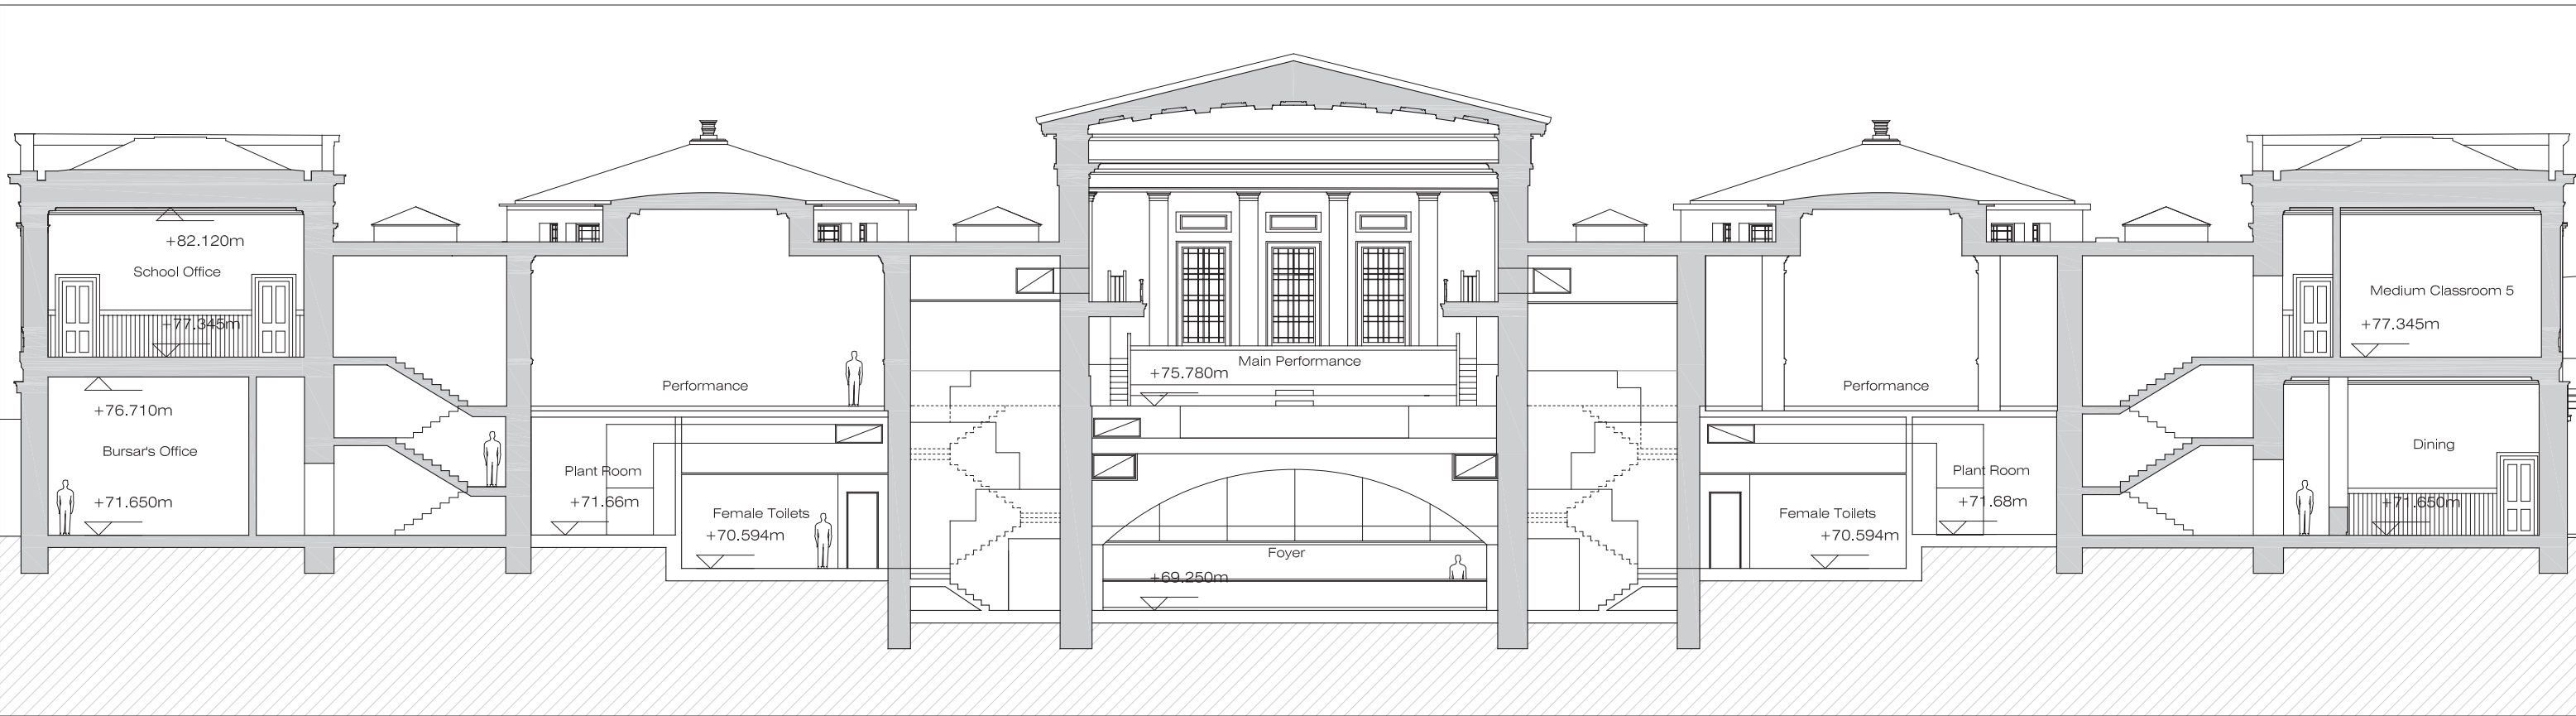 +82.120m
School Office
+77.345m
+76.710m
Bursar's Office
+71.650m
Performance
Plant Room
+71.66m
Female Toilets
+70.594m
Main Performance
+75.780m
Foyer
+69.250m
Performance
Plant Room
+71.68m
Female Toilets
+70.594m
Medium Classroom 5
+77.345m
Dining
+71.650m